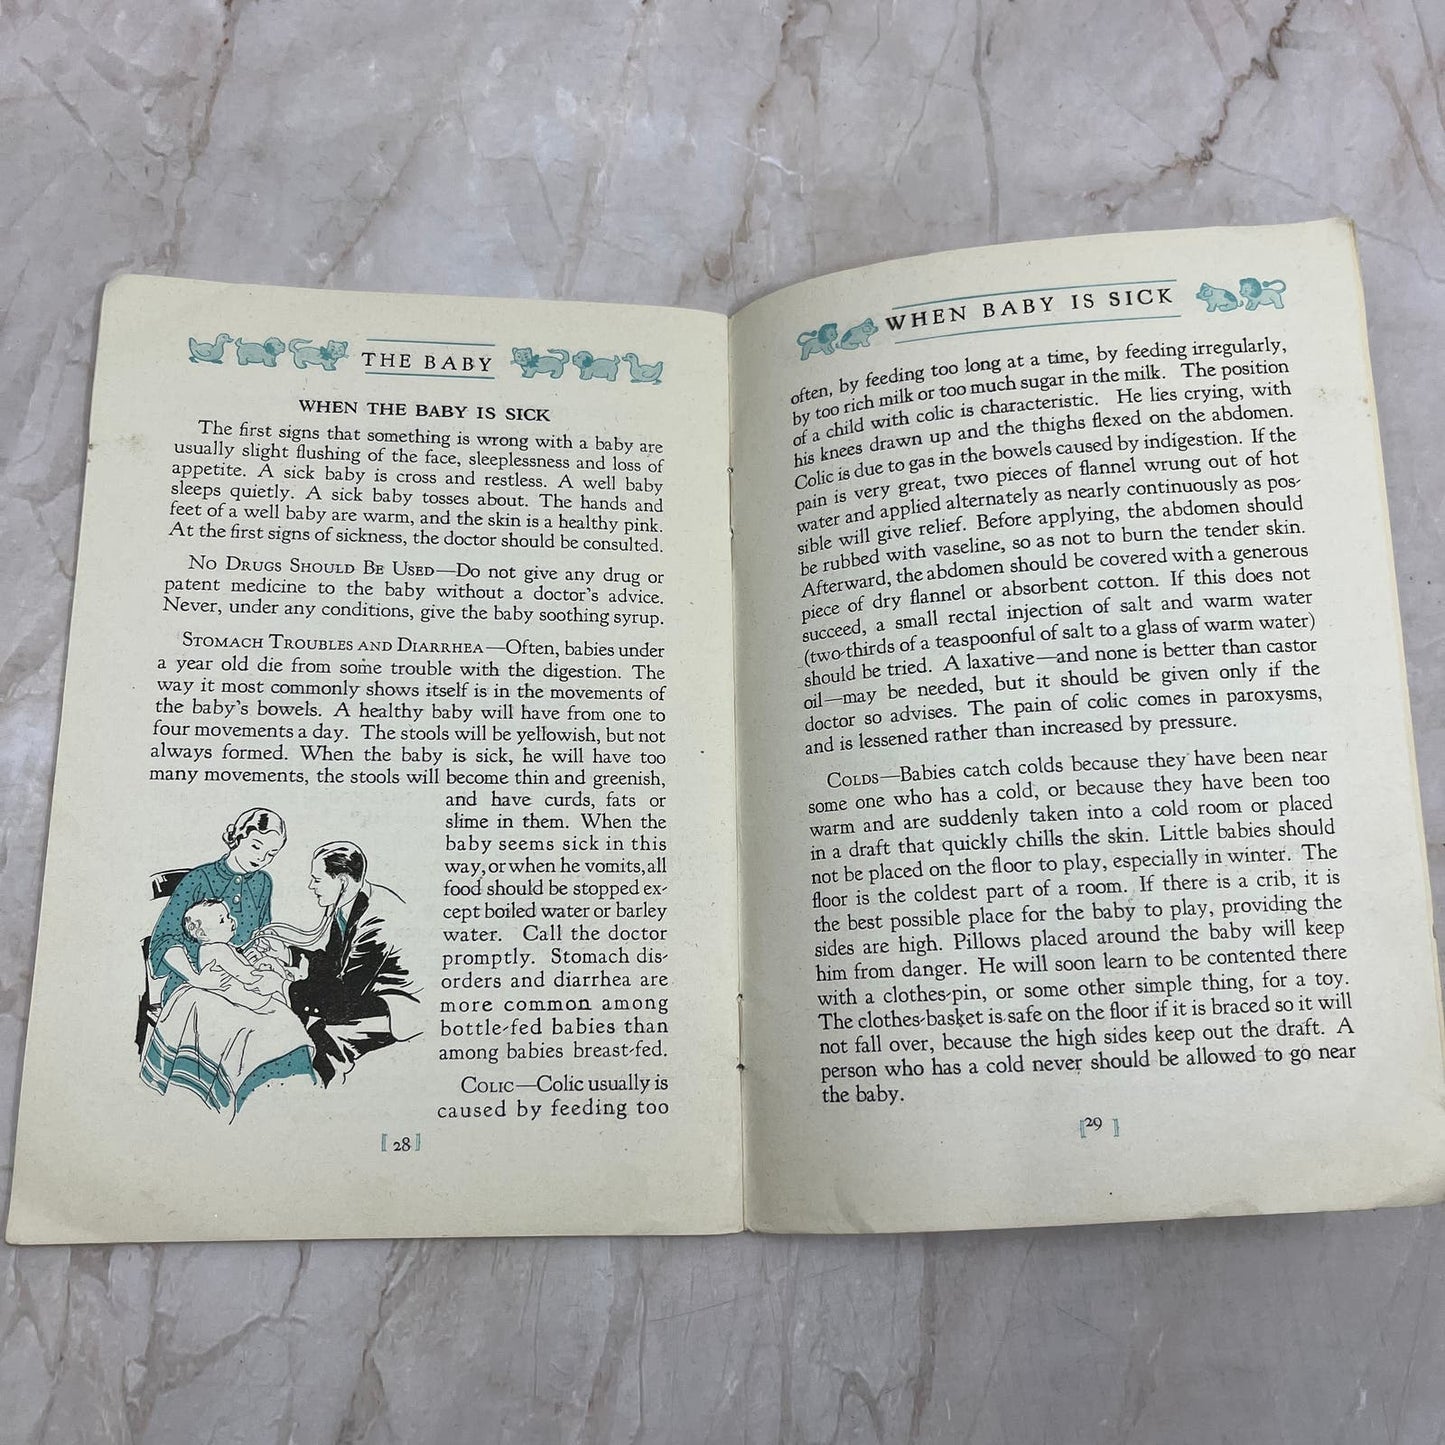 THE BABY
WHEN THE BABY IS SICK
The first signs that something is wrong with a baby are
usually slight flushing of the face, sleeplessness and loss of
appetite. A sick baby is cross and restless. A well baby
sleeps quietly. A sick baby tosses about. The hands and
feet of a well baby are warm, and the skin is a healthy pink.
At the first signs of sickness, the doctor should be consulted.
No Drugs Should Be Used—Do not give any drug or
patent medicine to the baby without a doctor's advice.
Never, under any conditions, give the baby soothing syrup.
Stomach Troubles and Diarrhea—Often, babies under
a year old die from some trouble with the digestion. The
way it most commonly shows itself is in the movements of
the baby's bowels. A healthy baby will have from one to
four movements a day. The stools will be yellowish, but not
always formed. When the baby is sick, he will have too
many movements, the stools will become thin and greenish,
and have curds, fats or
slime in them. When the
baby seems sick in this
way, or when he vomits, all
food should be stopped ex-
cept boiled water or barley
water. Call the doctor
promptly. Stomach dis-
orders and diarrhea are
more common among
bottle-fed babies than
among babies breast-fed.
Colic—Colic usually is
caused by feeding too
[28]
WHEN BABY IS SICK
often, by feeding too long at a time, by feeding irregularly,
by too rich milk or too much sugar in the milk. The position
of a child with colic is characteristic. He lies crying, with
his knees drawn up and the thighs flexed on the abdomen.
Colic is due to gas in the bowels caused by indigestion. If the
pain is very great, two pieces of flannel wrung out of hot
water and applied alternately as nearly continuously as pos-
sible will give relief. Before applying, the abdomen should
be rubbed with vaseline, so as not to burn the tender skin.
Afterward, the abdomen should be covered with a generous
piece of dry flannel or absorbent cotton. If this does not
succeed, a small rectal injection of salt and warm water
(two-thirds of a teaspoonful of salt to a glass of warm water)
should be tried. A laxative—and none is better than castor
oil—may be needed, but it should be given only if the
doctor so advises. The pain of colic comes in paroxysms,
and is lessened rather than increased by pressure.
Colds—Babies catch colds because they have been near
some one who has a cold, or because they have been too
warm and are suddenly taken into a cold room or placed
in a draft that quickly chills the skin. Little babies should
not be placed on the floor to play, especially in winter. The
floor is the coldest part of a room. If there is a crib, it is
the best possible place for the baby to play, providing the
sides are high. Pillows placed around the baby will keep
him from danger. He will soon learn to be contented there
with a clothes-pin, or some other simple thing, for a toy.
The clothes-basket is safe on the floor if it is braced so it will
not fall over, because the high sides keep out the draft. A
person who has a cold never should be allowed to go near
the baby.
[29]